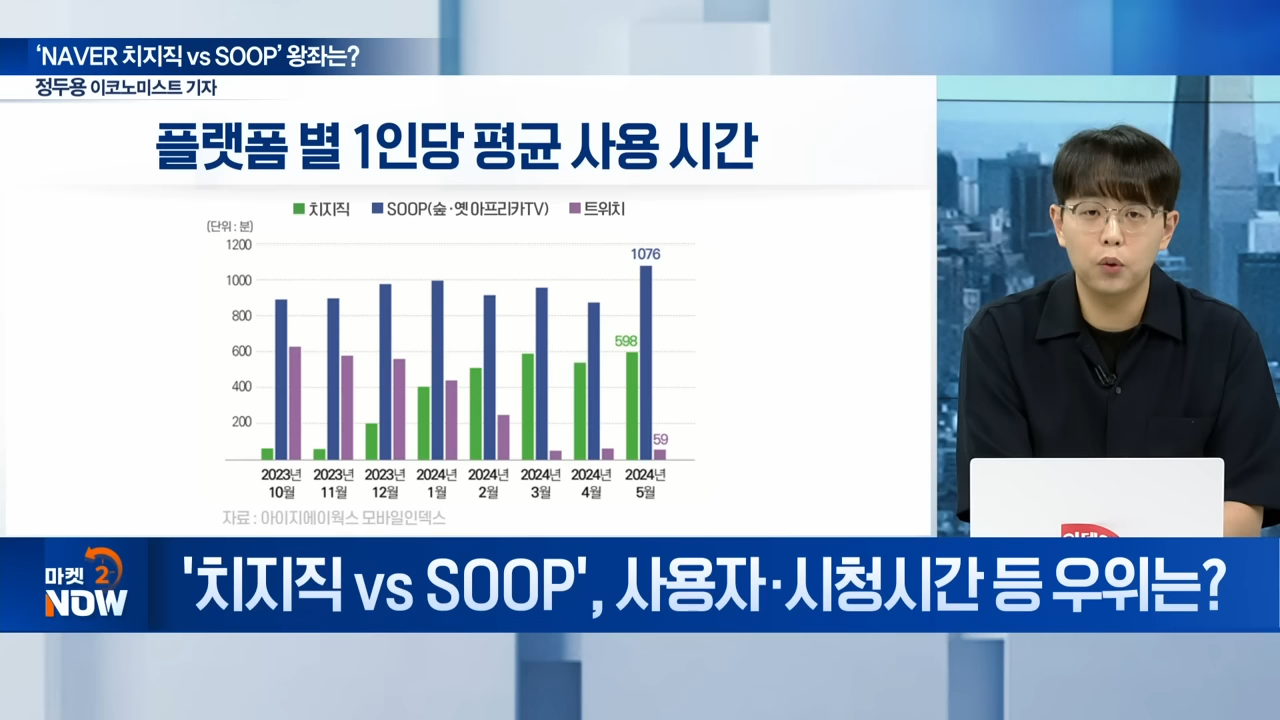 ‘NAVER 치지직 vs SOOP’ 왕좌는?
정두용 이코노미스트 기자
플랫폼 별 1인당 평균 사용 시간
치지직 SOOP(숲·옛 아프리카TV) 트위치
(단위 : 분)
1200
1000
800
600
400
200
1076
598
59
2023년 10월
2023년 11월
2023년 12월
2024년 1월
2024년 2월
2024년 3월
2024년 4월
2024년 5월
자료 : 아이지에이웍스 모바일인덱스
마켓 2
NOW
'치지직 vs SOOP', 사용자·시청시간 등 우위는?